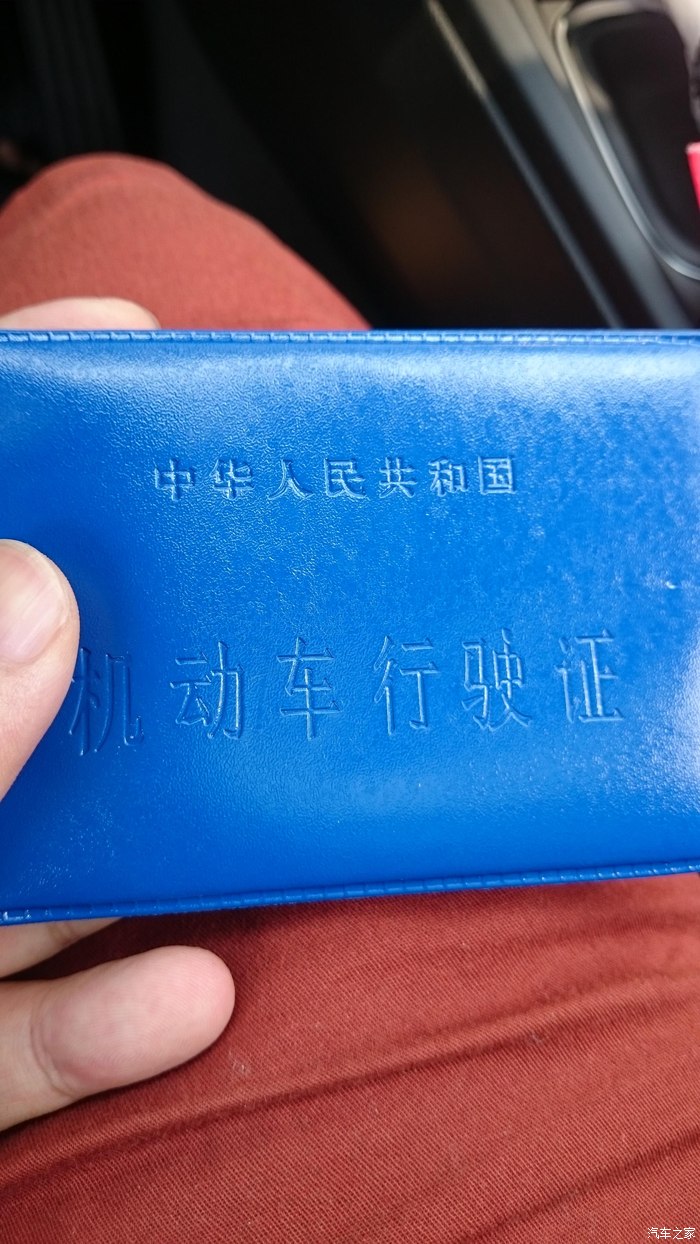 中华人民共和国
机动车行驶证
汽车之家